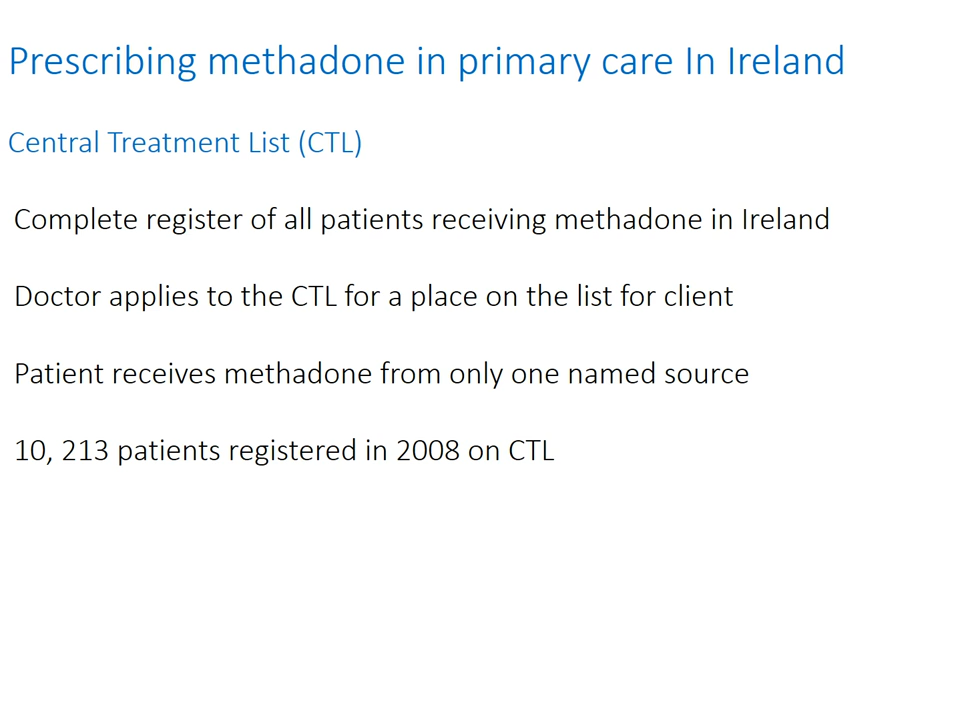 Prescribing methadone in primary care In Ireland
Central Treatment List (CTL)
Complete register of all patients receiving methadone in Ireland
Doctor applies to the CTL for a place on the list for client
Patient receives methadone from only one named source
10, 213 patients registered in 2008 on CTL